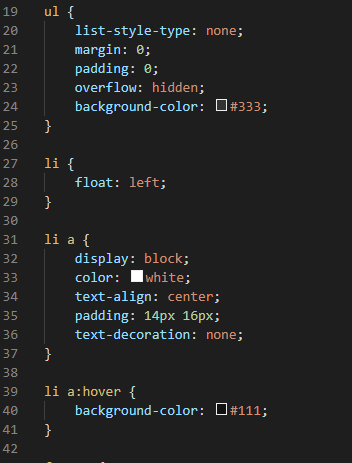 19 ul {
20     list-style-type: none;
21     margin: 0;
22     padding: 0;
23     overflow: hidden;
24     background-color: #333;
25 }
26
27 li {
28     float: left;
29 }
30
31 li a {
32     display: block;
33     color: white;
34     text-align: center;
35     padding: 14px 16px;
36     text-decoration: none;
37 }
38
39 li a:hover {
40     background-color: #111;
41 }
42